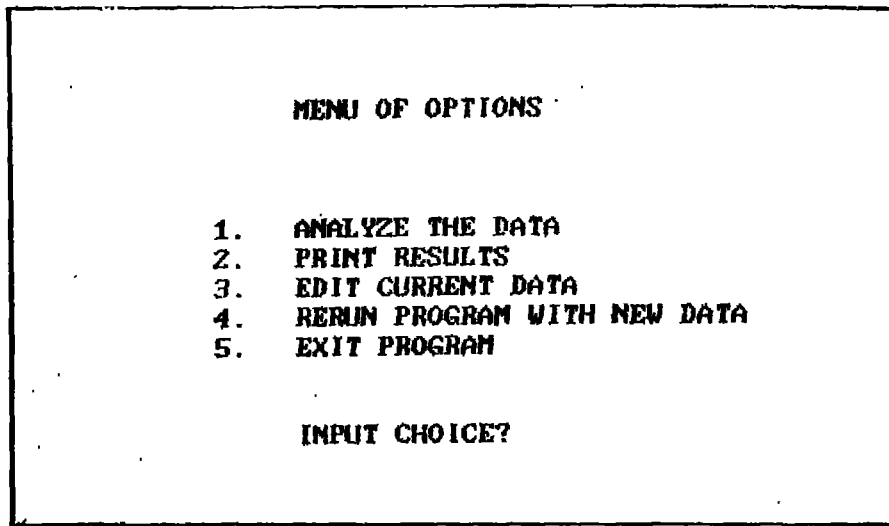 MENU OF OPTIONS
1. ANALYZE THE DATA
2. PRINT RESULTS
3. EDIT CURRENT DATA
4. RERUN PROGRAM WITH NEW DATA
5. EXIT PROGRAM
INPUT CHOICE?